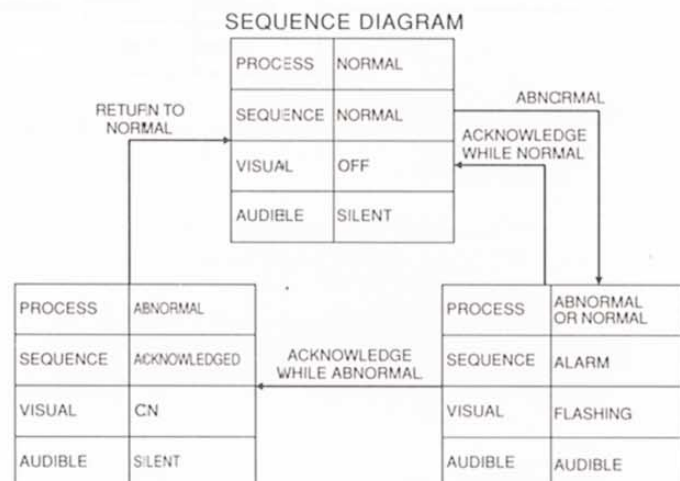 SEQUENCE DIAGRAM
PROCESS NORMAL
SEQUENCE NORMAL
VISUAL OFF
AUDIBLE SILENT
RETURN TO
NORMAL
ABNORMAL
ACKNOWLEDGE
WHILE NORMAL
PROCESS ABNORMAL
SEQUENCE ACKNOWLEDGED
VISUAL ON
AUDIBLE SILENT
ACKNOWLEDGE
WHILE ABNORMAL
PROCESS ABNORMAL
OR NORMAL
SEQUENCE ALARM
VISUAL FLASHING
AUDIBLE AUDIBLE